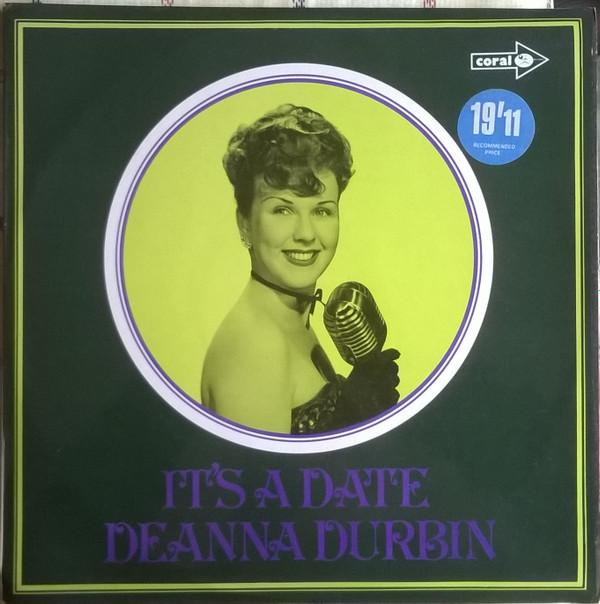 coral
19'11
RECOMMENDED
PRICE
IT'S A DATE
DEANNA DURBIN